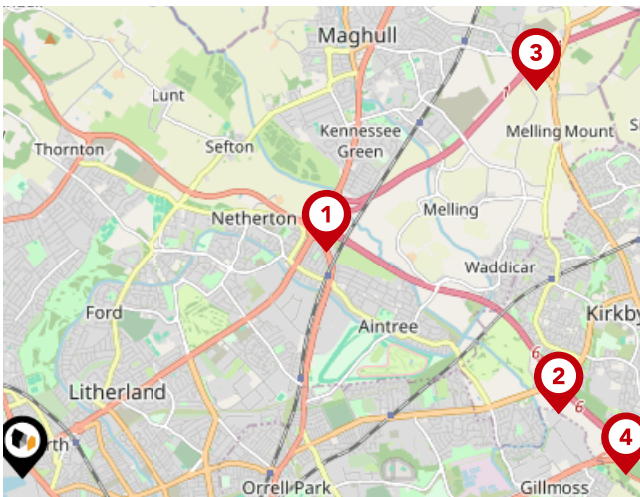 Maghull
3
Lunt
1
Kennessee
Green
Melling Mount
Thornton
Sefton
1
Netherton
Melling
Waddicar
Ford
Kirkby
Aintree
6
2
Litherland
6
4
Orrell Park
Gillmoss